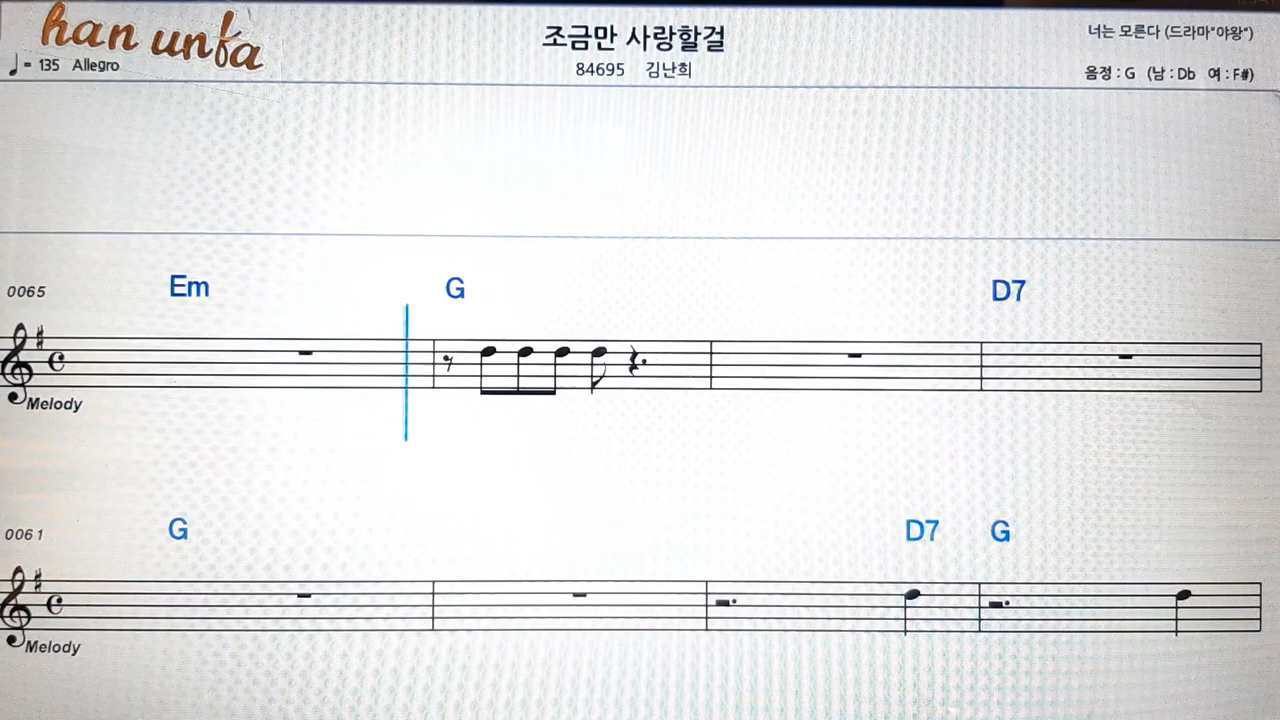 han unfa
♩= 135 Allegro
조금만 사랑할걸
84695 김난희
너는 모른다 (드라마"야왕")
음정 : G (남 : Db 여 : F#)
0065
Em G D7
Melody
0061
G D7 G
Melody